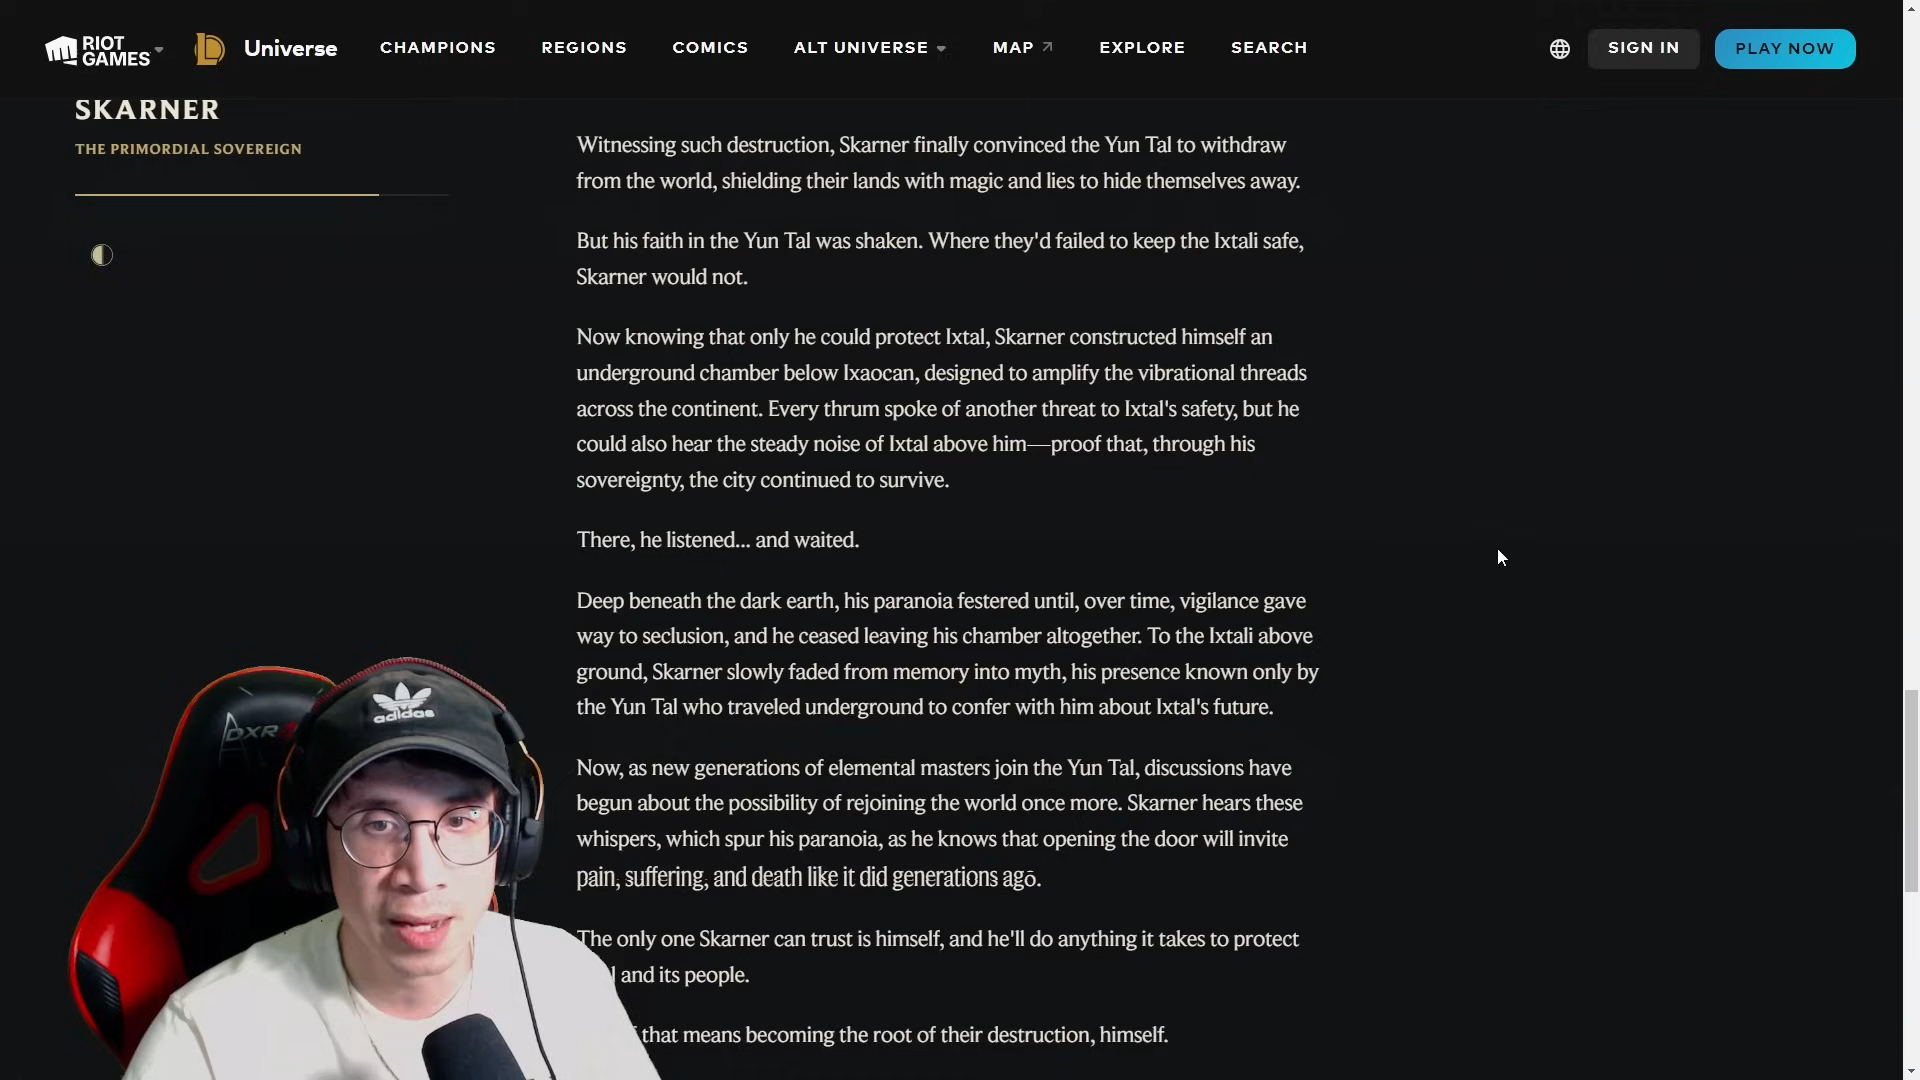 RIOT
GAMES
Universe
CHAMPIONS
REGIONS
COMICS
ALT UNIVERSE
MAP
EXPLORE
SEARCH
SIGN IN
PLAY NOW
SKARNER
THE PRIMORDIAL SOVEREIGN
Witnessing such destruction, Skarner finally convinced the Yun Tal to withdraw
from the world, shielding their lands with magic and lies to hide themselves away.
But his faith in the Yun Tal was shaken. Where they'd failed to keep the Ixtali safe,
Skarner would not.
Now knowing that only he could protect Ixtal, Skarner constructed himself an
underground chamber below Ixaocan, designed to amplify the vibrational threads
across the continent. Every thrum spoke of another threat to Ixtal's safety, but he
could also hear the steady noise of Ixtal above him—proof that, through his
sovereignty, the city continued to survive.
There, he listened... and waited.
Deep beneath the dark earth, his paranoia festered until, over time, vigilance gave
way to seclusion, and he ceased leaving his chamber altogether. To the Ixtali above
ground, Skarner slowly faded from memory into myth, his presence known only by
the Yun Tal who traveled underground to confer with him about Ixtal's future.
Now, as new generations of elemental masters join the Yun Tal, discussions have
begun about the possibility of rejoining the world once more. Skarner hears these
whispers, which spur his paranoia, as he knows that opening the door will invite
pain, suffering, and death like it did generations ago.
The only one Skarner can trust is himself, and he'll do anything it takes to protect
and its people.
that means becoming the root of their destruction, himself.
adidas
DXR